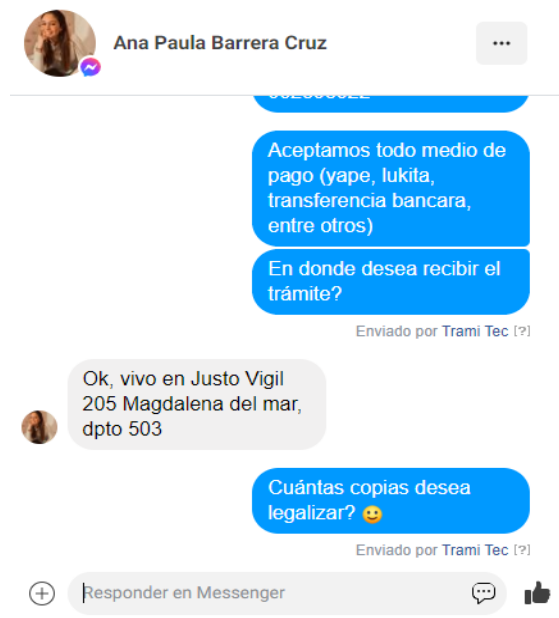 Ana Paula Barrera Cruz
Aceptamos todo medio de
pago (yape, lukita,
transferencia bancara,
entre otros)
En donde desea recibir el
trámite?
Enviado por Trami Tec [?]
Ok, vivo en Justo Vigil
205 Magdalena del mar,
dpto 503
Cuántas copias desea
legalizar? 🙂
Enviado por Trami Tec [?]
Responder en Messenger